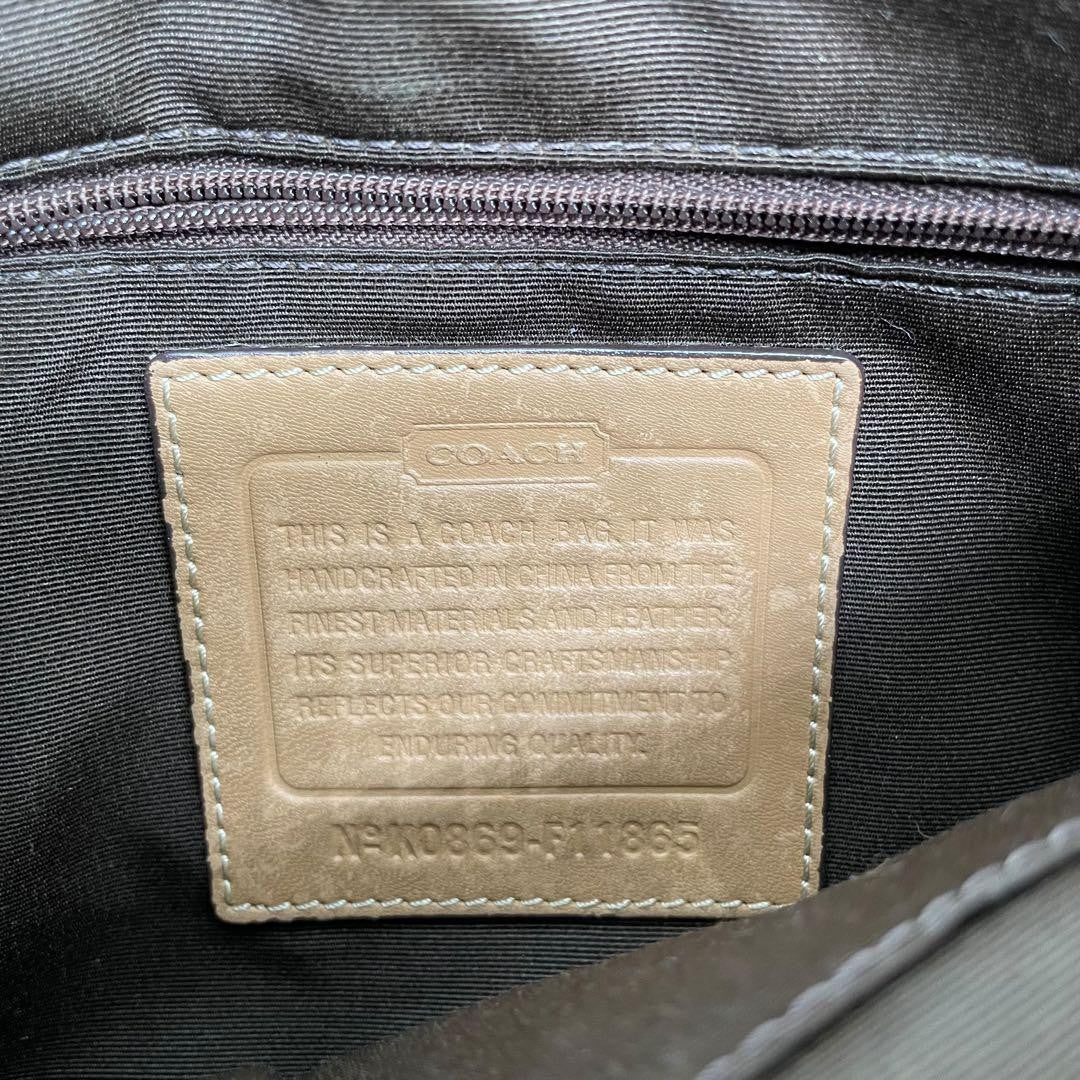 COACH
THIS IS A COACH BAG. IT WAS
HANDCRAFTED IN CHINA FROM THE
FINEST MATERIALS AND LEATHER.
ITS SUPERIOR CRAFTSMANSHIP
REFLECTS OUR COMMITMENT TO
ENDURING QUALITY.
No K0869-F11865